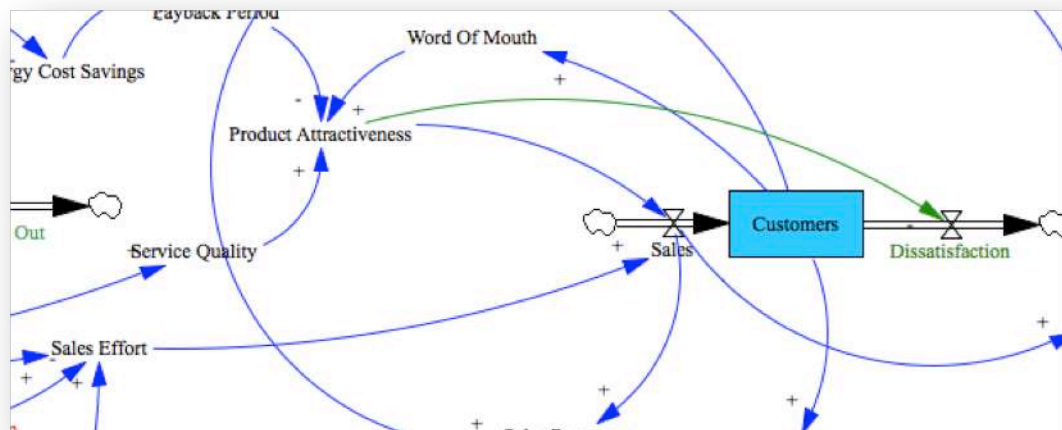 Payback Period
Word Of Mouth
+
rgy Cost Savings
-
+
Product Attractiveness
+
Out
Service Quality
+
Sales
Customers
-
Dissatisfaction
+
Sales Effort
-
+
+
+
+
+